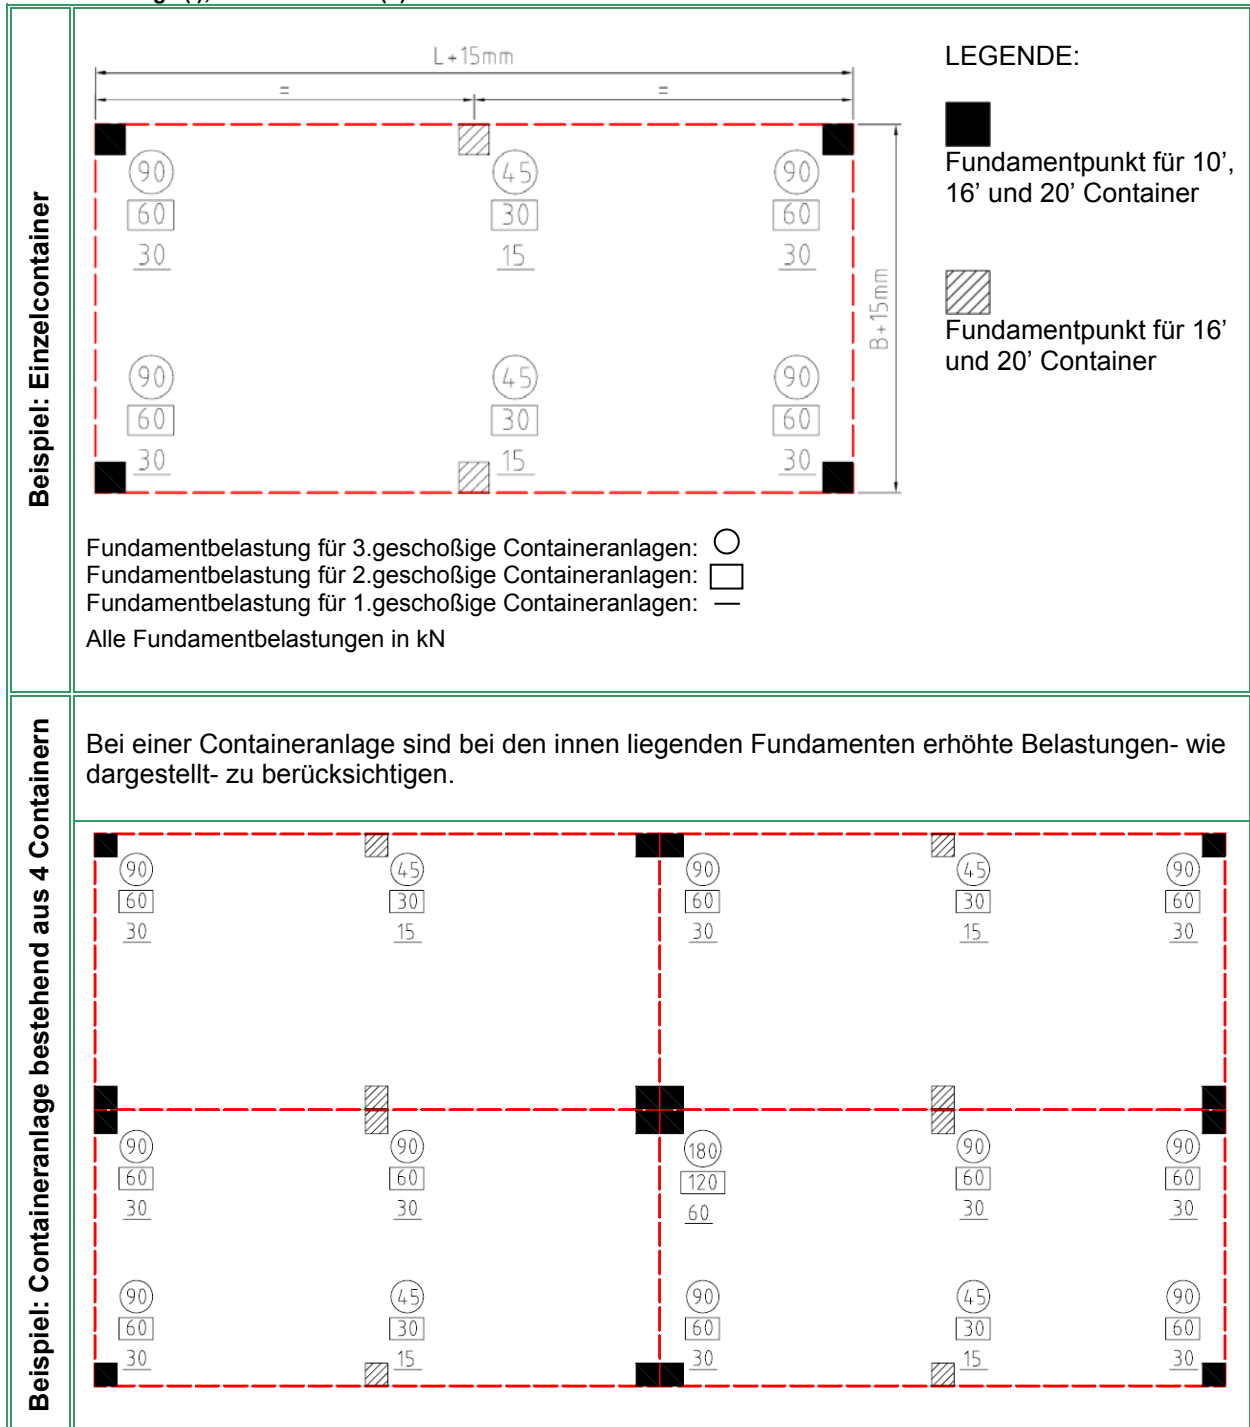 Beispiel: Einzelcontainer
L+15mm
= =
90 45 90
60 30 60
30 15 30
B+15mm
90 45 90
60 30 60
30 15 30
LEGENDE:
Fundamentpunkt für 10’,
16’ und 20’ Container
Fundamentpunkt für 16’
und 20’ Container
Fundamentbelastung für 3.geschoßige Containeranlagen:
Fundamentbelastung für 2.geschoßige Containeranlagen:
Fundamentbelastung für 1.geschoßige Containeranlagen:
Alle Fundamentbelastungen in kN
Beispiel: Containeranlage bestehend aus 4 Containern
Bei einer Containeranlage sind bei den innen liegenden Fundamenten erhöhte Belastungen- wie
dargestellt- zu berücksichtigen.
90 45 90 45 90
60 30 60 30 60
30 15 30 15 30
90 90 180 90 90
60 60 120 60 60
30 30 60 30 30
90 45 90 45 90
60 30 60 30 60
30 15 30 15 30